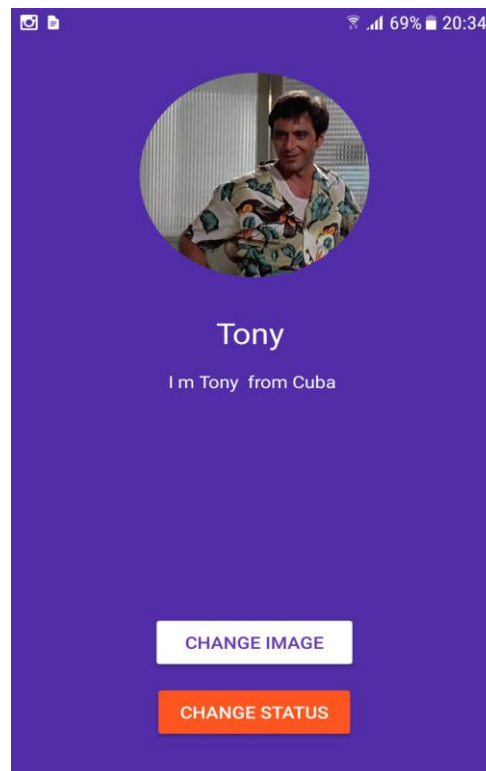 69% 20:34
Tony
I m Tony  from Cuba
CHANGE IMAGE
CHANGE STATUS